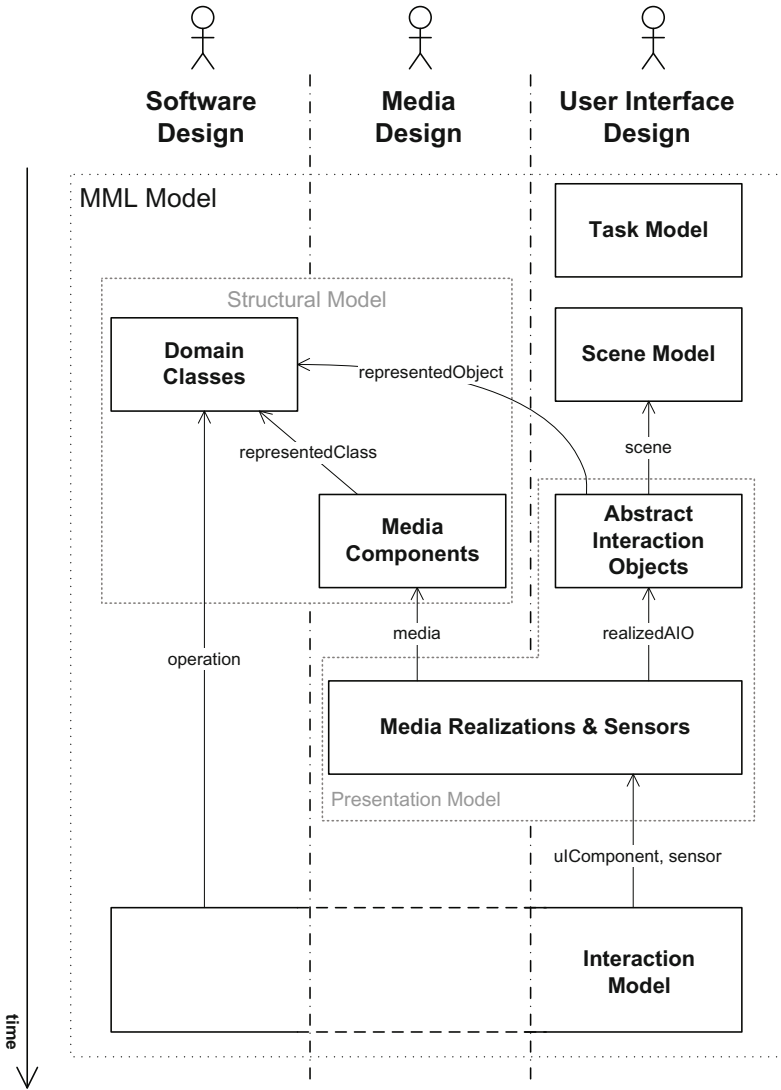 Software
Design
Media
Design
User Interface
Design
MML Model
Task Model
Structural Model
Domain
Classes
Scene Model
representedObject
representedClass
scene
Media
Components
Abstract
Interaction
Objects
operation
media
realizedAIO
Media Realizations & Sensors
Presentation Model
uIComponent, sensor
Interaction
Model
time